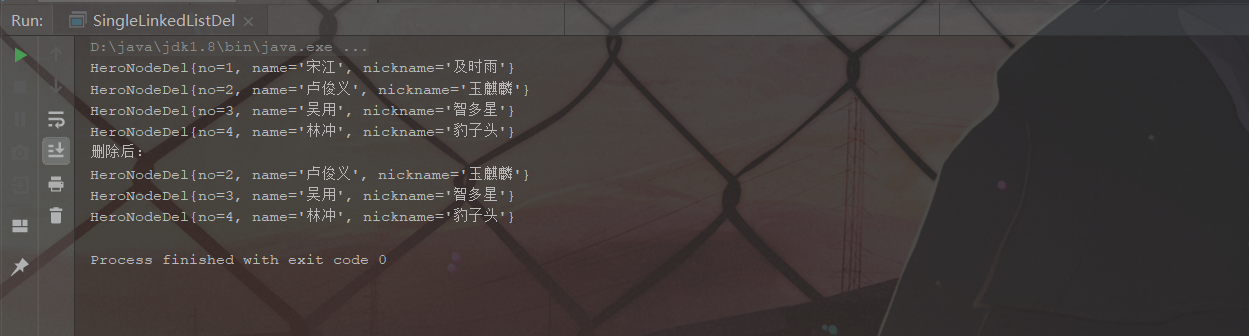 Run: SingleLinkedListDel
D:\java\jdk1.8\bin\java.exe ...
HeroNodeDel{no=1, name='宋江', nickname='及时雨'}
HeroNodeDel{no=2, name='卢俊义', nickname='玉麒麟'}
HeroNodeDel{no=3, name='吴用', nickname='智多星'}
HeroNodeDel{no=4, name='林冲', nickname='豹子头'}
删除后:
HeroNodeDel{no=2, name='卢俊义', nickname='玉麒麟'}
HeroNodeDel{no=3, name='吴用', nickname='智多星'}
HeroNodeDel{no=4, name='林冲', nickname='豹子头'}
Process finished with exit code 0